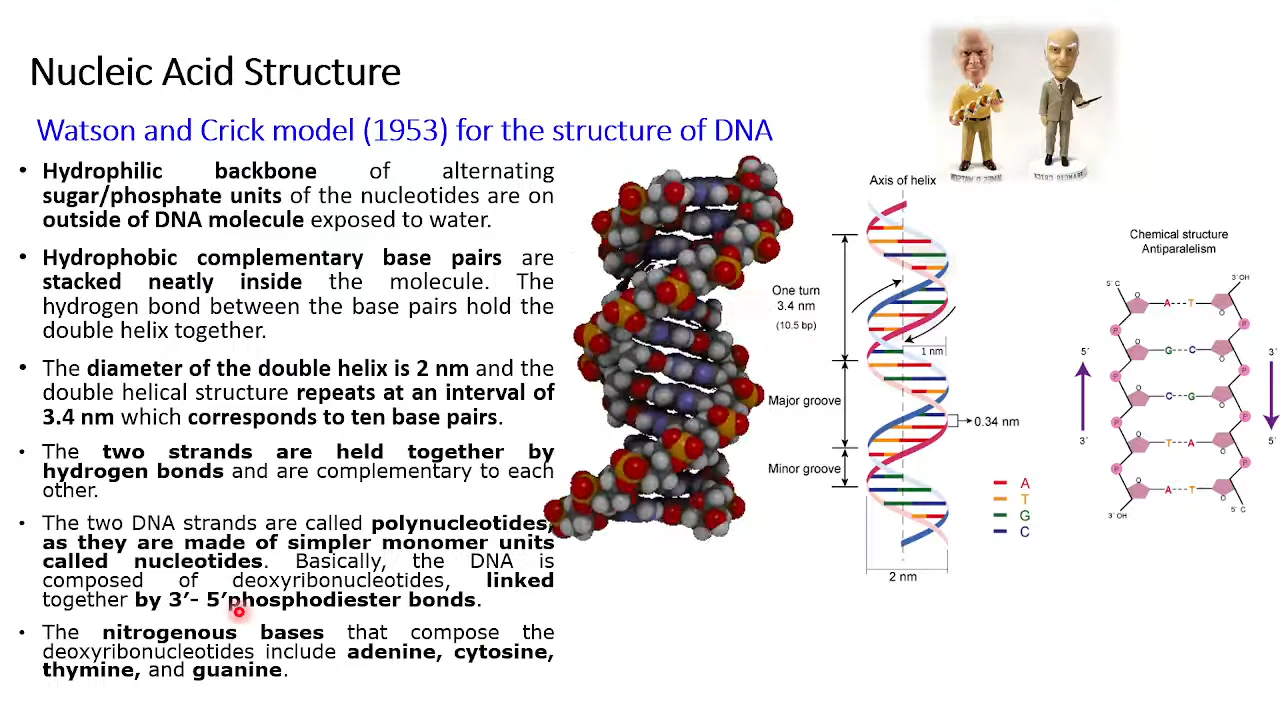 Nucleic Acid Structure
Watson and Crick model (1953) for the structure of DNA
• Hydrophilic backbone of alternating
sugar/phosphate units of the nucleotides are on
outside of DNA molecule exposed to water.
• Hydrophobic complementary base pairs are
stacked neatly inside the molecule. The
hydrogen bond between the base pairs hold the
double helix together.
• The diameter of the double helix is 2 nm and the
double helical structure repeats at an interval of
3.4 nm which corresponds to ten base pairs.
• The two strands are held together by
hydrogen bonds and are complementary to each
other.
• The two DNA strands are called polynucleotides,
as they are made of simpler monomer units
called nucleotides. Basically, the DNA is
composed of deoxyribonucleotides, linked
together by 3′- 5′phosphodiester bonds.
• The nitrogenous bases that compose the
deoxyribonucleotides include adenine, cytosine,
thymine, and guanine.
Axis of helix
One turn
3.4 nm
(10.5 bp)
1 nm
Major groove
0.34 nm
Minor groove
A
T
G
C
2 nm
Chemical structure
Antiparalelism
3´ OH
5´ C
O A T O
P P
O G C O
5´ 3´
P P
O C G O
P P
3´ 5´
O T A O
P P
O A T O
3´ OH
5´ C